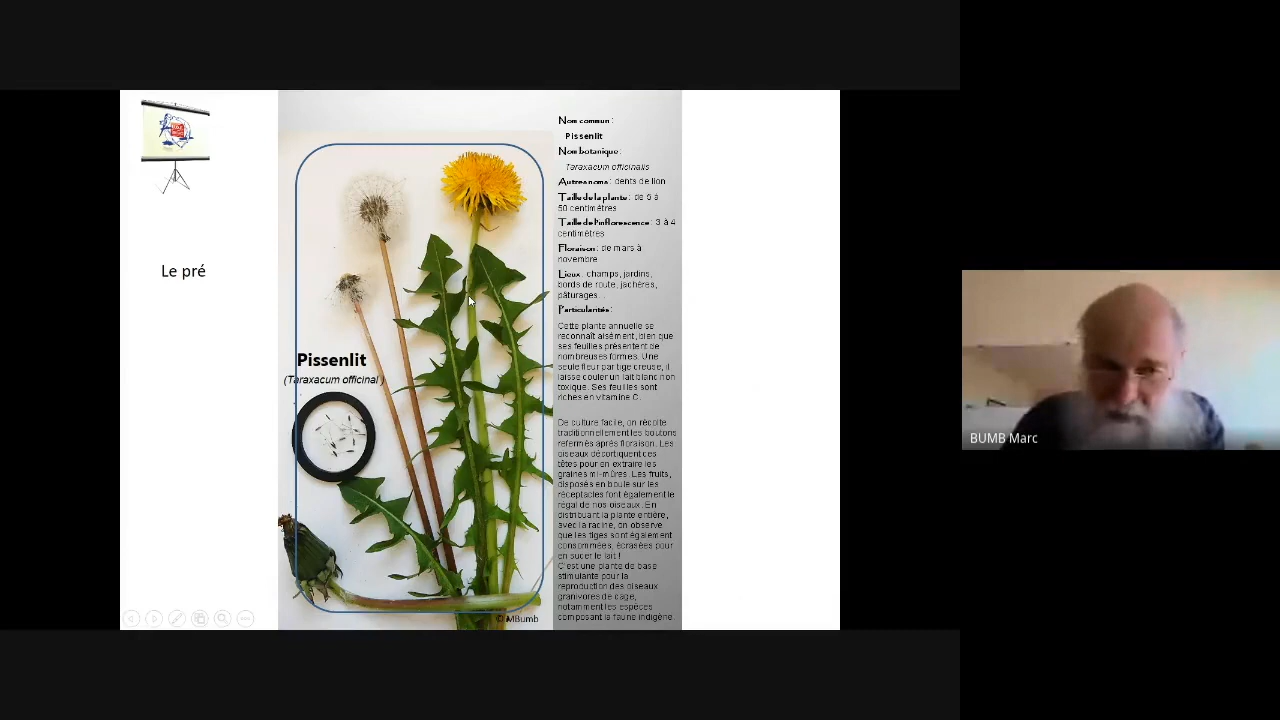 Le pré
Pissenlit
(Taraxacum officinal )
© MBumb
Nom commun :
Pissenlit
Nom botanique :
Taraxacum officinalis
Autres noms : dents de lion
Taille de la plante : de 5 à
50 centimètres
Taille de l'inflorescence : 3 à 4
centimètres
Floraison : de mars à
novembre
Lieux : champs, jardins,
bords de route, jachères,
pâturages...
Particularités :
Cette plante annuelle se
reconnaît aisément, bien que
ses feuilles présentent de
nombreuses formes. Une
seule fleur par tige creuse, il
laisse couler un lait blanc non
toxique. Ses feuilles sont
riches en vitamine C.
De culture facile, on récolte
traditionnellement les boutons
refermés après floraison. Les
oiseaux décortiquent ces
têtes pour en extraire les
graines mi-mûres. Les fruits,
disposés en boule sur les
réceptacles font également le
régal de nos oiseaux. En
distribuant la plante entière,
avec la racine, on observe
que les tiges sont également
consommées, écrasées pour
en sucer le lait !
C'est une plante de base
stimulante pour la
reproduction des oiseaux
granivores de cage,
notamment les espèces
composant la faune indigène
BUMB Marc